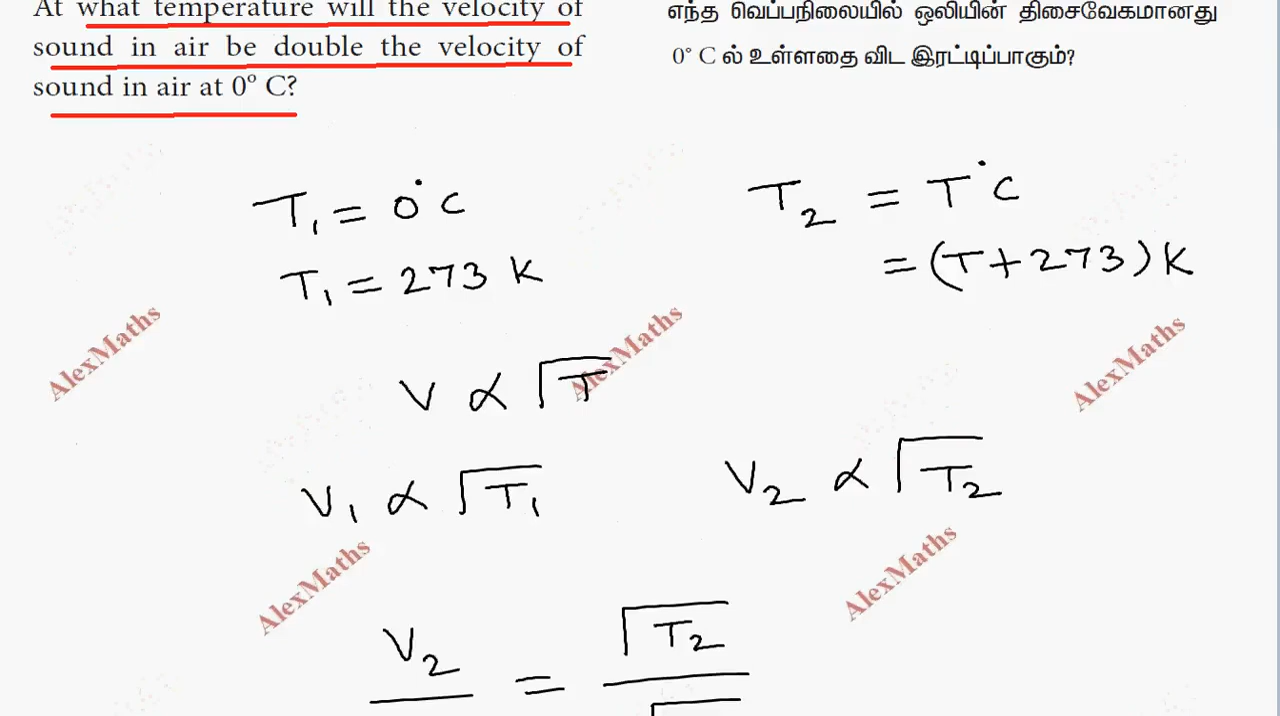 At what temperature will the velocity of
sound in air be double the velocity of
sound in air at 0° C?
எந்த வெப்பநிலையில் ஒலியின் திசைவேகமானது
0° C ல் உள்ளதை விட இரட்டிப்பாகும்?
T₁ = 0°C
T₁ = 273 K
T₂ = T°C
= (T+273) K
V ∝ √T
V₁ ∝ √T₁
V₂ ∝ √T₂
V₂ = √T₂
AlexMaths
AlexMaths
AlexMaths
AlexMaths
AlexMaths